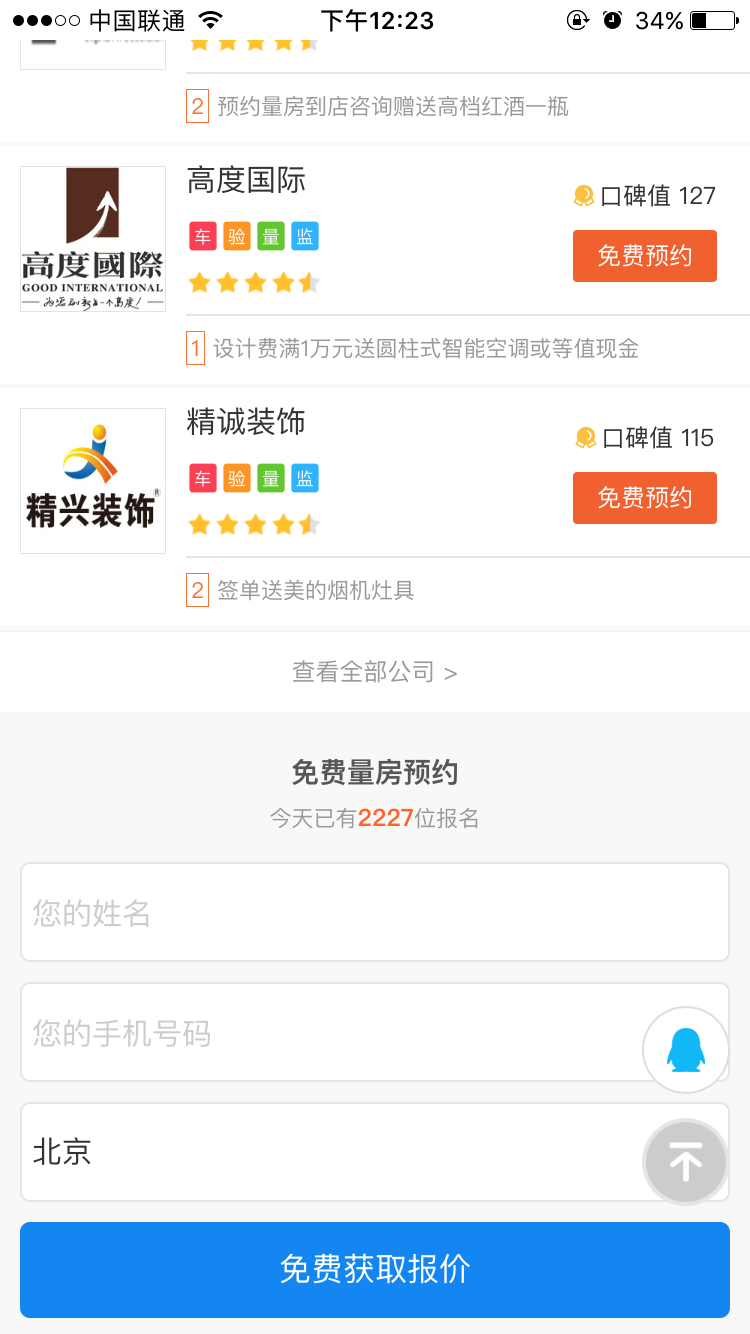 中国联通 下午12:23 34%
2 预约量房到店咨询赠送高档红酒一瓶
高度国际
口碑值 127
车 验 量 监
免费预约
高度國際
GOOD INTERNATIONAL
1 设计费满1万元送圆柱式智能空调或等值现金
精诚装饰
口碑值 115
车 验 量 监
免费预约
精兴装饰®
2 签单送美的烟机灶具
查看全部公司 >
免费量房预约
今天已有2227位报名
您的姓名
您的手机号码
北京
免费获取报价